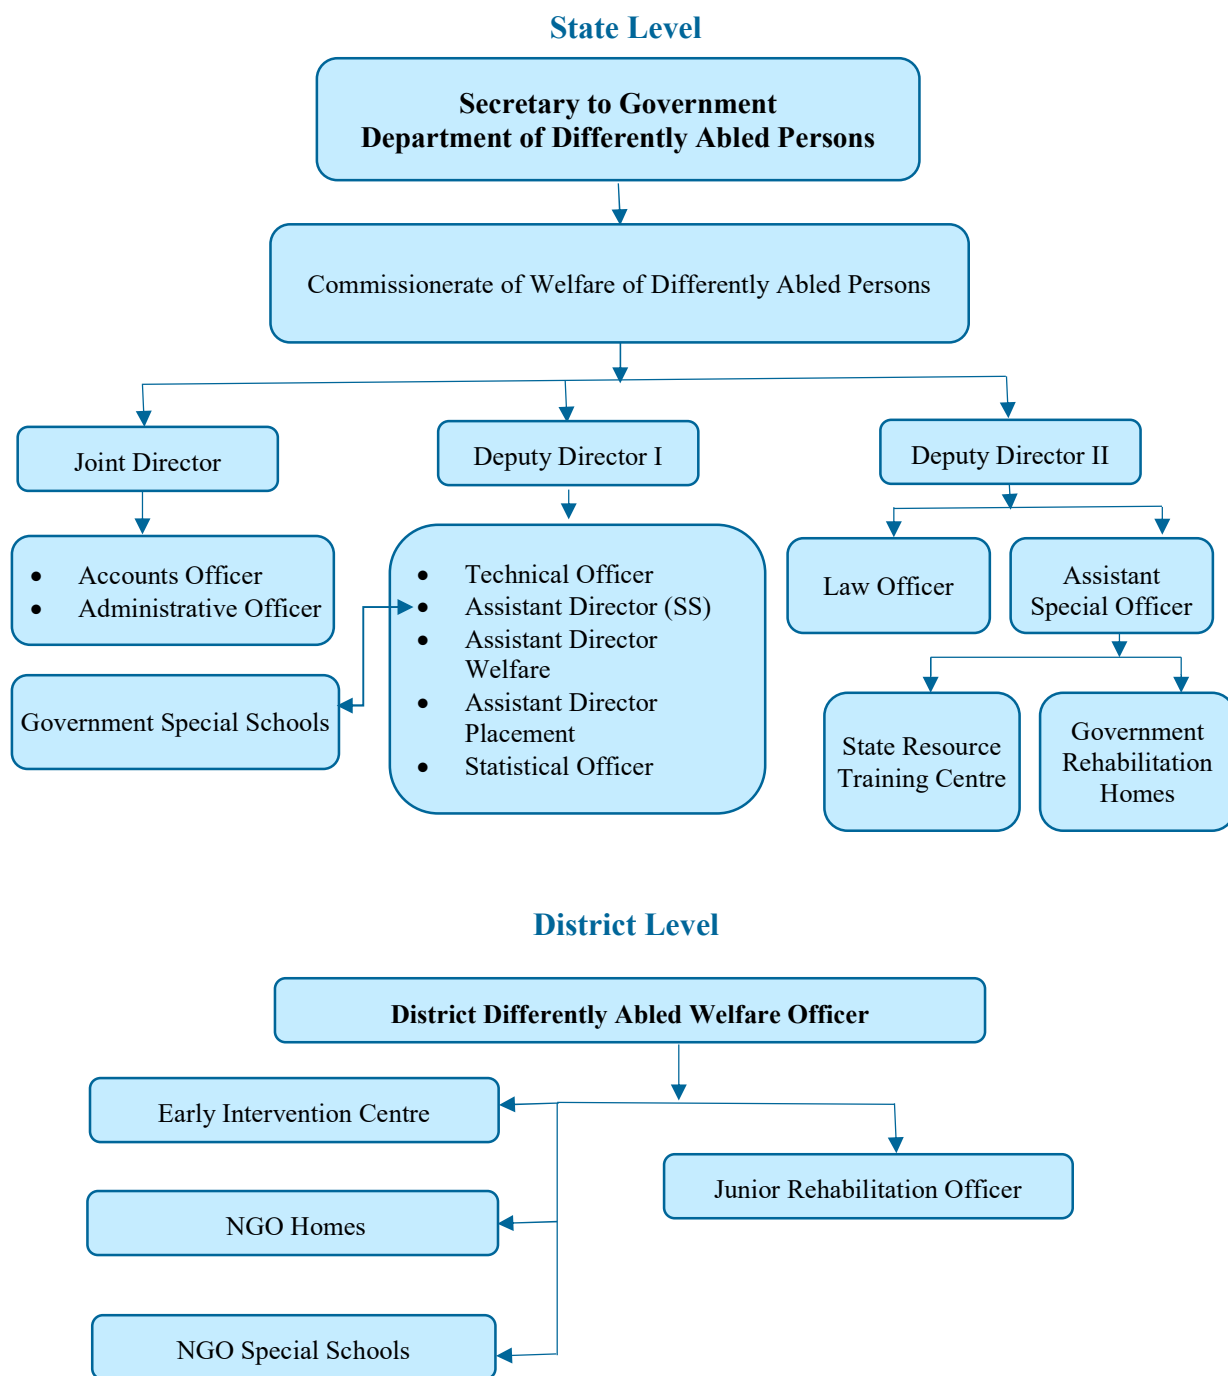 State Level
Secretary to Government
Department of Differently Abled Persons
Commissionerate of Welfare of Differently Abled Persons
Joint Director
Deputy Director I
Deputy Director II
• Accounts Officer
• Administrative Officer
Government Special Schools
• Technical Officer
• Assistant Director (SS)
• Assistant Director
Welfare
• Assistant Director
Placement
• Statistical Officer
Law Officer
Assistant
Special Officer
State Resource
Training Centre
Government
Rehabilitation
Homes
District Level
District Differently Abled Welfare Officer
Early Intervention Centre
Junior Rehabilitation Officer
NGO Homes
NGO Special Schools